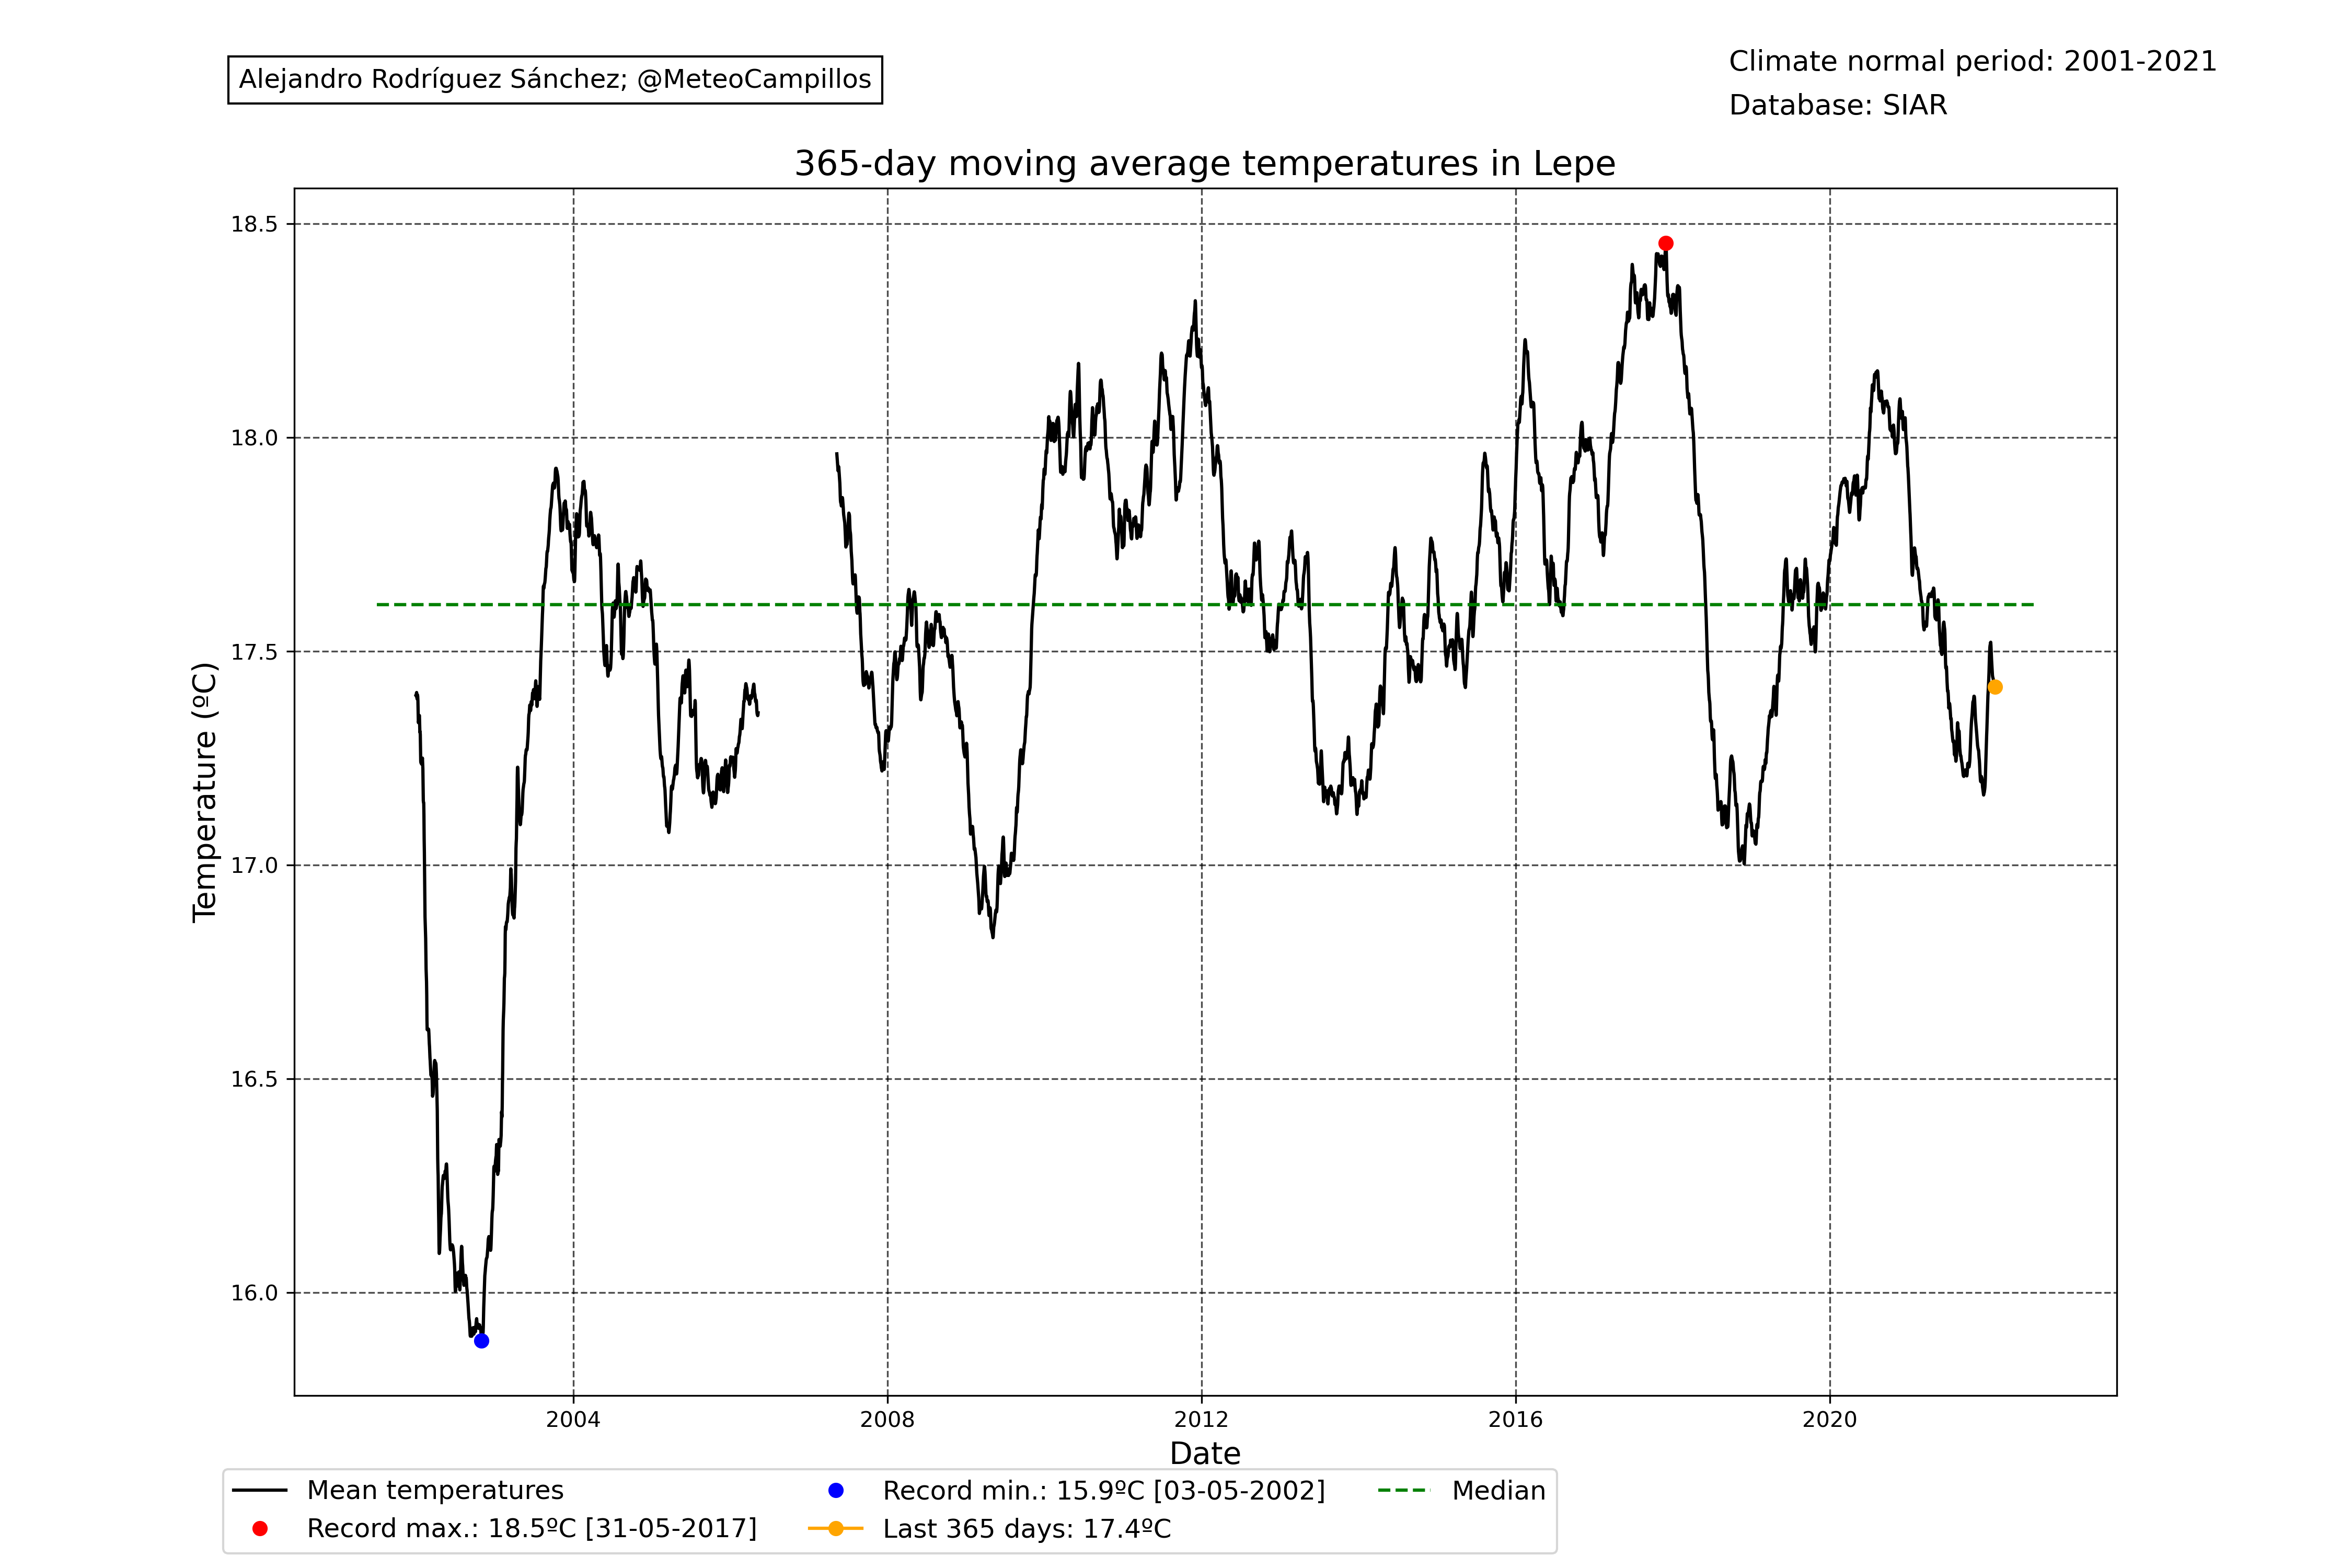 Alejandro Rodríguez Sánchez; @MeteoCampillos
Climate normal period: 2001-2021
Database: SIAR
365-day moving average temperatures in Lepe
18.5
18.0
17.5
17.0
16.5
16.0
Temperature (ºC)
2004 2008 2012 2016 2020
Date
Mean temperatures
Record max.: 18.5ºC [31-05-2017]
Record min.: 15.9ºC [03-05-2002]
Last 365 days: 17.4ºC
Median